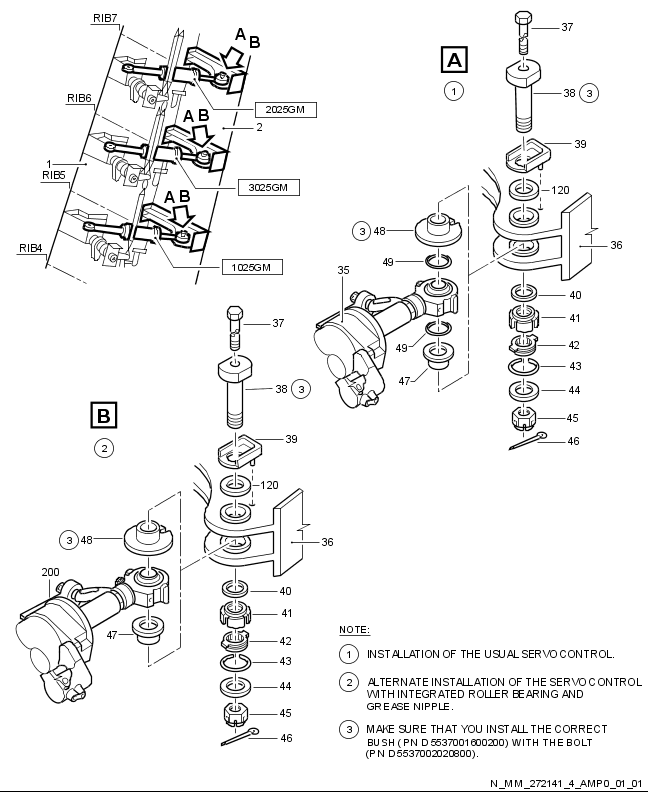 RIB7
A
B
RIB6
2025GM
A B
2
1
RIB5
3025GM
A B
RIB4
1025GM
A
1
37
38 3
39
120
3 48
36
49
35
40
41
42
49
43
47
44
45
46
37
38 3
39
B
2
120
3 48
36
200
40
47
41
42
43
44
45
46
NOTE:
1 INSTALLATION OF THE USUAL SERVO CONTROL.
2 ALTERNATE INSTALLATION OF THE SERVO CONTROL
WITH INTEGRATED ROLLER BEARING AND
GREASE NIPPLE.
3 MAKE SURE THAT YOU INSTALL THE CORRECT
BUSH (PN D5537001600200) WITH THE BOLT
(PN D5537002020800).
N_MM_272141_4_AMP0_01_01